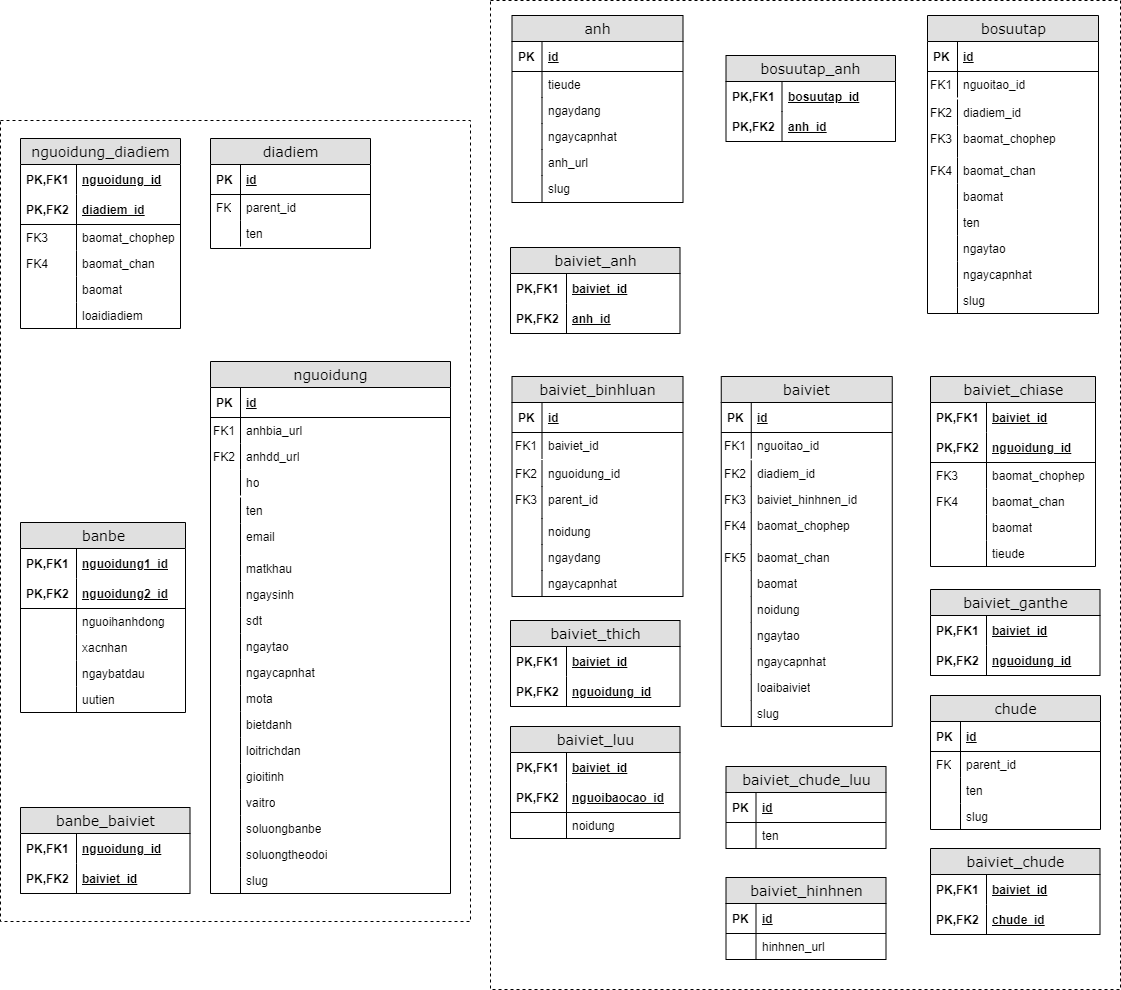 nguoidung_diadiem
PK,FK1 nguoidung_id
PK,FK2 diadiem_id
FK3 baomat_chophep
FK4 baomat_chan
baomat
loaidiadiem
diadiem
PK id
FK parent_id
ten
nguoidung
PK id
FK1 anhbia_url
FK2 anhdd_url
ho
ten
email
matkhau
ngaysinh
sdt
ngaytao
ngaycapnhat
mota
bietdanh
loitrichdan
gioitinh
vaitro
soluongbanbe
soluongtheodoi
slug
banbe
PK,FK1 nguoidung1_id
PK,FK2 nguoidung2_id
nguoihanhdong
xacnhan
ngaybatdau
uutien
banbe_baiviet
PK,FK1 nguoidung_id
PK,FK2 baiviet_id
anh
PK id
tieude
ngaydang
ngaycapnhat
anh_url
slug
bosuutap_anh
PK,FK1 bosuutap_id
PK,FK2 anh_id
bosuutap
PK id
FK1 nguoitao_id
FK2 diadiem_id
FK3 baomat_chophep
FK4 baomat_chan
baomat
ten
ngaytao
ngaycapnhat
slug
baiviet_anh
PK,FK1 baiviet_id
PK,FK2 anh_id
baiviet_binhluan
PK id
FK1 baiviet_id
FK2 nguoidung_id
FK3 parent_id
noidung
ngaydang
ngaycapnhat
baiviet
PK id
FK1 nguoitao_id
FK2 diadiem_id
FK3 baiviet_hinhnen_id
FK4 baomat_chophep
FK5 baomat_chan
baomat
noidung
ngaytao
ngaycapnhat
loaibaiviet
slug
baiviet_chiase
PK,FK1 baiviet_id
PK,FK2 nguoidung_id
FK3 baomat_chophep
FK4 baomat_chan
baomat
tieude
baiviet_thich
PK,FK1 baiviet_id
PK,FK2 nguoidung_id
baiviet_ganthe
PK,FK1 baiviet_id
PK,FK2 nguoidung_id
baiviet_luu
PK,FK1 baiviet_id
PK,FK2 nguoibaocao_id
noidung
chude
PK id
FK parent_id
ten
slug
baiviet_chude_luu
PK id
ten
baiviet_chude
PK,FK1 baiviet_id
PK,FK2 chude_id
baiviet_hinhnen
PK id
hinhnen_url